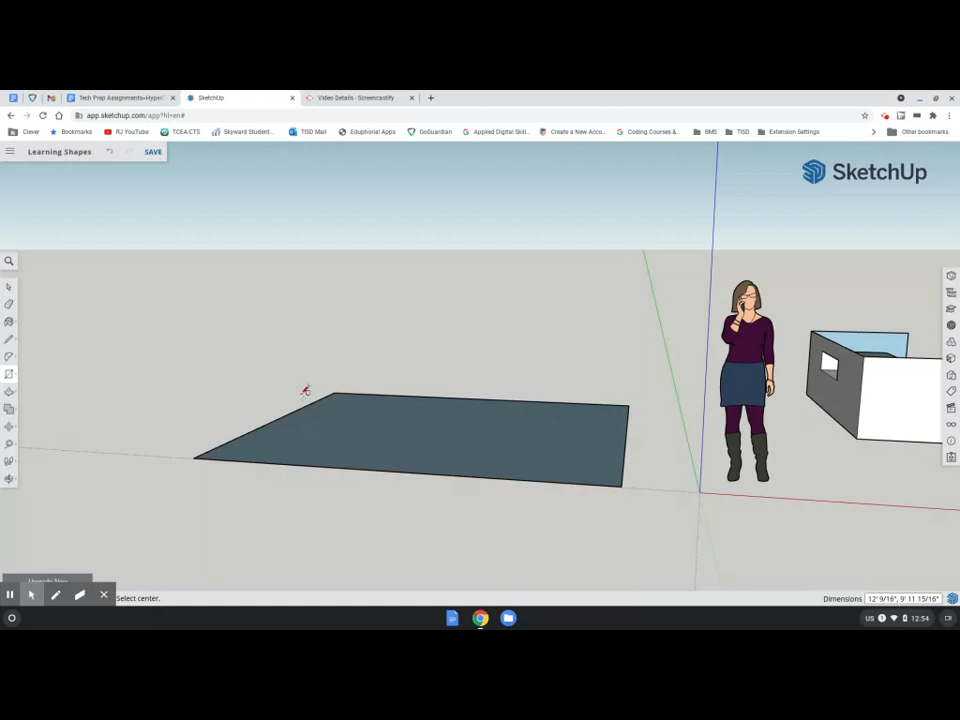 Tech Prep Assignments•HyperD
SketchUp
Video Details - Screencastify
app.sketchup.com/app?hl=en#
Clever
Bookmarks
RJ YouTube
TCEA-CTS
Skyward Student...
TISD Mail
Eduphorial Apps
GoGuardian
Applied Digital Skil...
Create a New Acco...
Coding Courses &...
BMS
TISD
Extension Settings
Other bookmarks
Learning Shapes
SAVE
SketchUp
Select center.
Dimensions
12' 9/16", 9' 11 15/16"
US
12:54